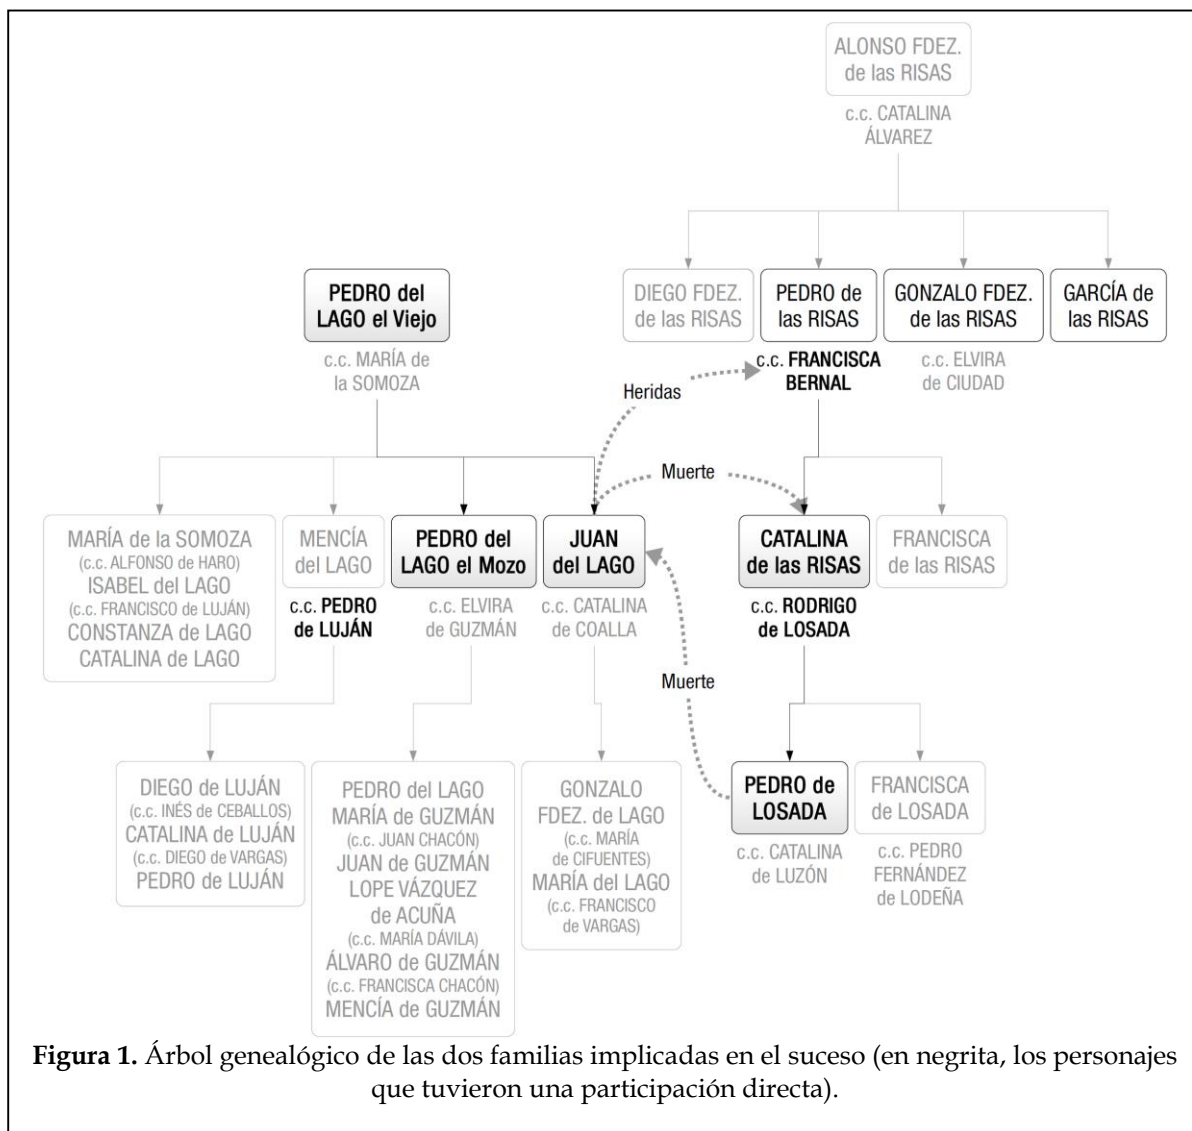 ALONSO FDEZ.
de las RISAS
c.c. CATALINA
ÁLVAREZ
PEDRO del
LAGO el Viejo
c.c. MARÍA de
la SOMOZA
DIEGO FDEZ.
de las RISAS
PEDRO de
las RISAS
c.c. FRANCISCA
BERNAL
GONZALO FDEZ.
de las RISAS
c.c. ELVIRA
de CIUDAD
GARCÍA de
las RISAS
Heridas
Muerte
MARÍA de la SOMOZA
(c.c. ALFONSO de HARO)
ISABEL del LAGO
(c.c. FRANCISCO de LUJÁN)
CONSTANZA de LAGO
CATALINA de LAGO
MENCÍA
del LAGO
c.c. PEDRO
de LUJÁN
PEDRO del
LAGO el Mozo
c.c. ELVIRA
de GUZMÁN
JUAN
del LAGO
c.c. CATALINA
de COALLA
CATALINA
de las RISAS
c.c. RODRIGO
de LOSADA
FRANCISCA
de las RISAS
Muerte
DIEGO de LUJÁN
(c.c. INÉS de CEBALLOS)
CATALINA de LUJÁN
(c.c. DIEGO de VARGAS)
PEDRO de LUJÁN
PEDRO del LAGO
MARÍA de GUZMÁN
(c.c. JUAN CHACÓN)
JUAN de GUZMÁN
LOPE VÁZQUEZ
de ACUÑA
(c.c. MARÍA DÁVILA)
ÁLVARO de GUZMÁN
(c.c. FRANCISCA CHACÓN)
MENCÍA de GUZMÁN
GONZALO
FDEZ. de LAGO
(c.c. MARÍA
de CIFUENTES)
MARÍA del LAGO
(c.c. FRANCISCO
de VARGAS)
PEDRO de
LOSADA
c.c. CATALINA
de LUZÓN
FRANCISCA
de LOSADA
c.c. PEDRO
FERNÁNDEZ
de LODEÑA
Figura 1. Árbol genealógico de las dos familias implicadas en el suceso (en negrita, los personajes
que tuvieron una participación directa).